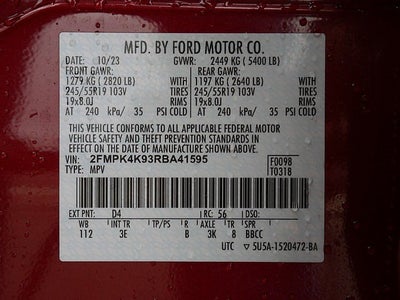 MFD. BY FORD MOTOR CO.
DATE: 10/23 GVWR: 2449 KG ( 5400 LB)
FRONT GAWR: REAR GAWR:
1279 KG ( 2820 LB) WITH 1197 KG ( 2640 LB) WITH
245/55R19 103V TIRES 245/55R19 103V TIRES
19x8.0J RIMS 19x8.0J RIMS
AT 240 kPa/ 35 PSI COLD AT 240 kPa/ 35 PSI COLD
THIS VEHICLE CONFORMS TO ALL APPLICABLE FEDERAL MOTOR
VEHICLE SAFETY AND THEFT PREVENTION STANDARDS IN
EFFECT ON THE DATE OF MANUFACTURE SHOWN ABOVE.
VIN: 2FMPK4K93RBA41595 F0098
TYPE: MPV T0318
EXT PNT: D4 RC: 56 DSO:
WB INT TR TP/PS R AXLE TR SPR
112 3E B 3K 8 BBCC
UTC ▽ 5U5A-1520472-BA